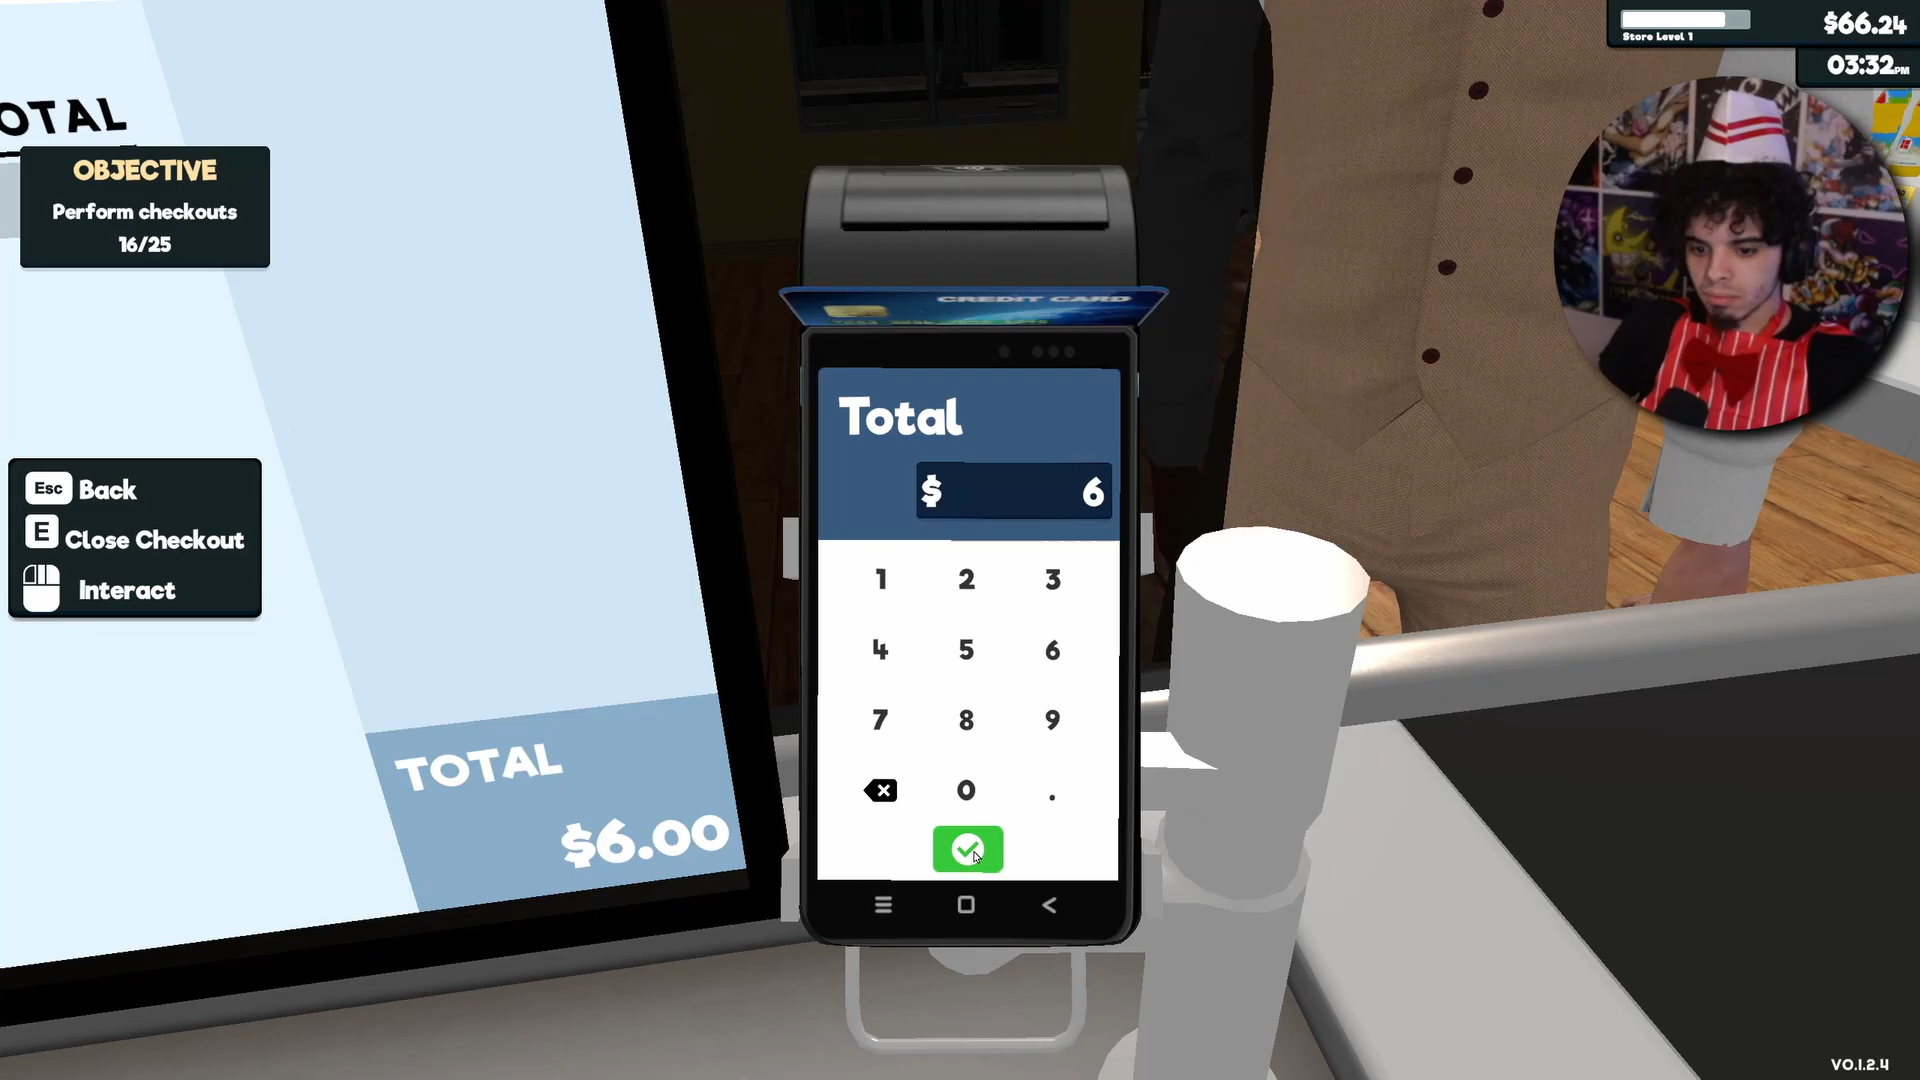 OTAL
OBJECTIVE
Perform checkouts
16/25
Esc Back
E Close Checkout
Interact
TOTAL
$6.00
CREDIT CARD
Total
$ 6
1 2 3
4 5 6
7 8 9
0 .
Store Level 1
$66.24
03:32PM
V0.1.2.4